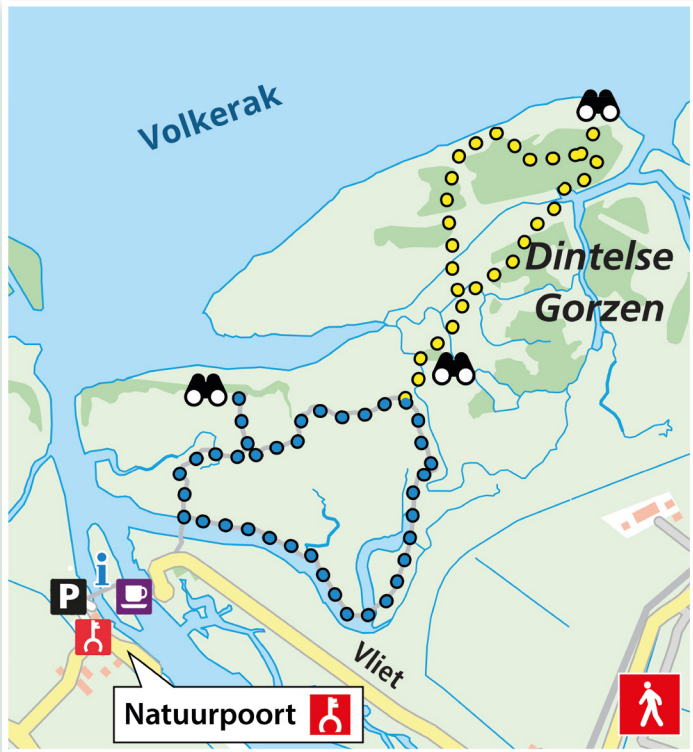 Volkerak
Dintelse
Gorzen
i
P
Vliet
Natuurpoort